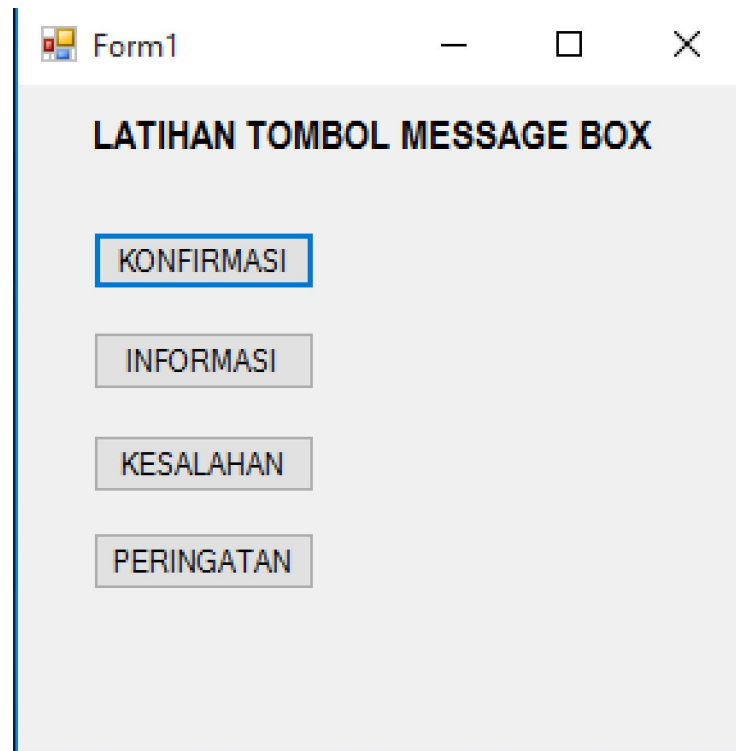 Form1
LATIHAN TOMBOL MESSAGE BOX
KONFIRMASI
INFORMASI
KESALAHAN
PERINGATAN